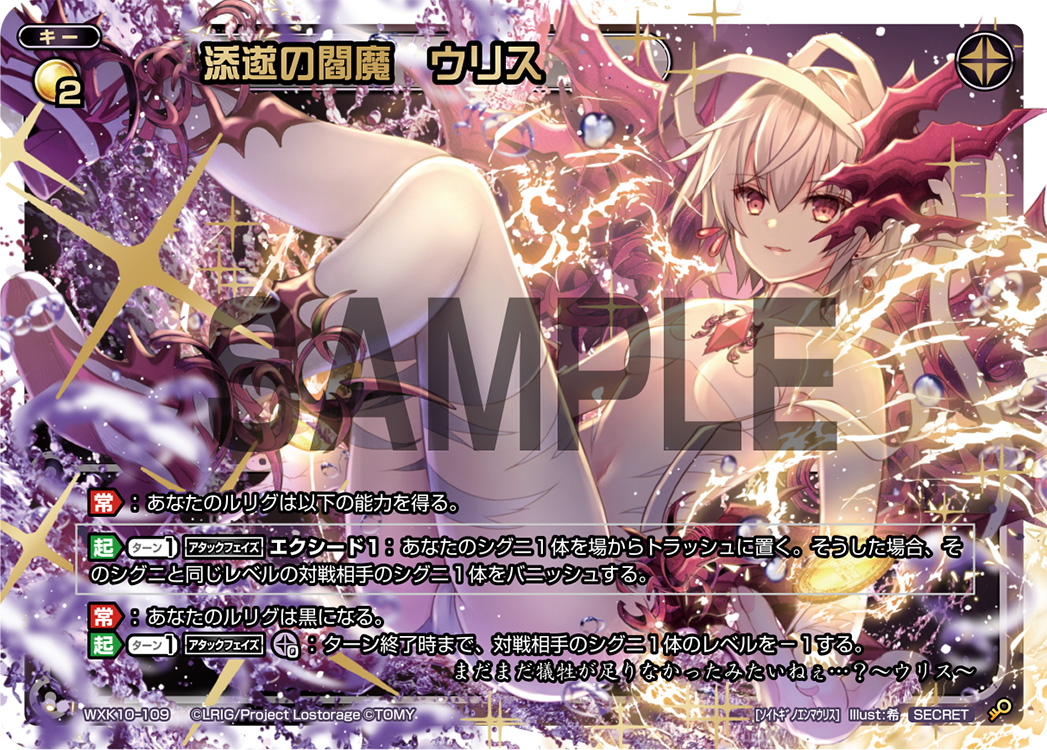 キー
2
添遂の閻魔 ウリス
SAMPLE
常：あなたのルリグは以下の能力を得る。
起 ターン1 アタックフェイズ エクシード1：あなたのシグニ1体を場からトラッシュに置く。そうした場合、そ
のシグニと同じレベルの対戦相手のシグニ1体をバニッシュする。
常：あなたのルリグは黒になる。
起 ターン1 アタックフェイズ 0：ターン終了時まで、対戦相手のシグニ1体のレベルを－1する。
まだまだ犠牲が足りなかったみたいねぇ…？～ウリス～
WXK10-109 ©LRIG/Project Lostorage ©TOMY [ソイトギノエンマウリス] Illust:希 SECRET